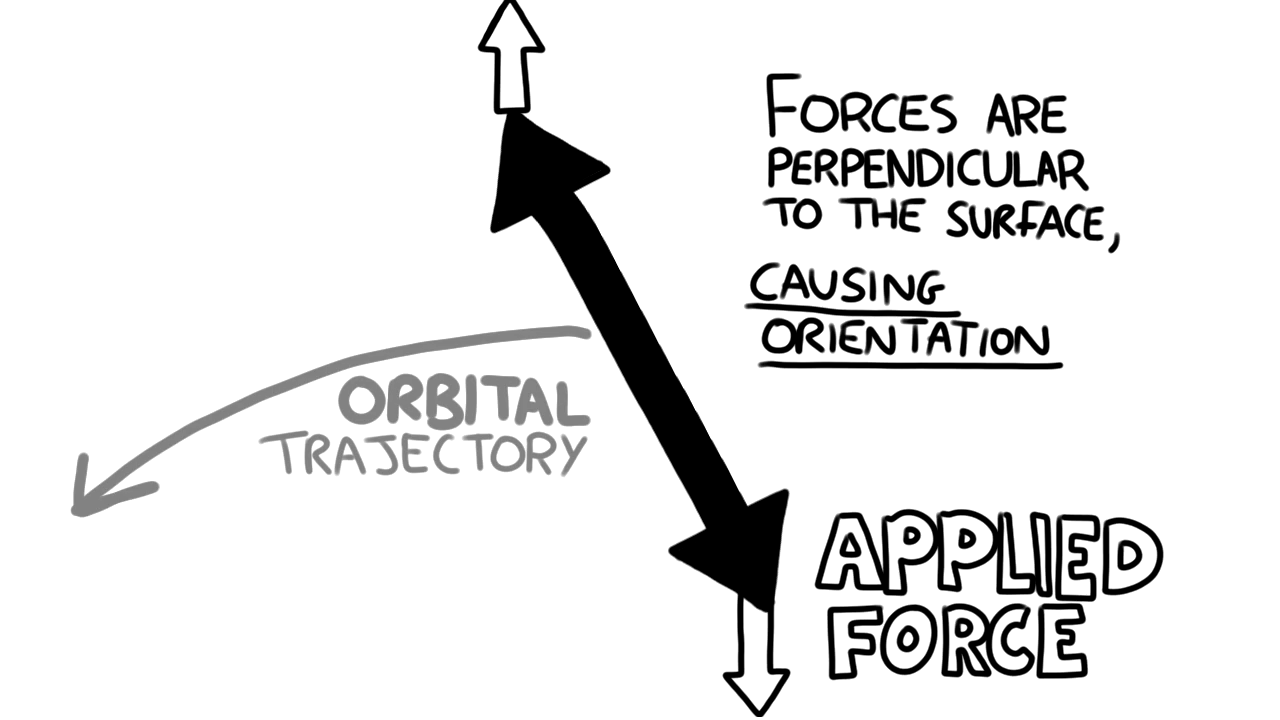 FORCES ARE
PERPENDICULAR
TO THE SURFACE,
CAUSING
ORIENTATION
ORBITAL
TRAJECTORY
APPLIED
FORCE